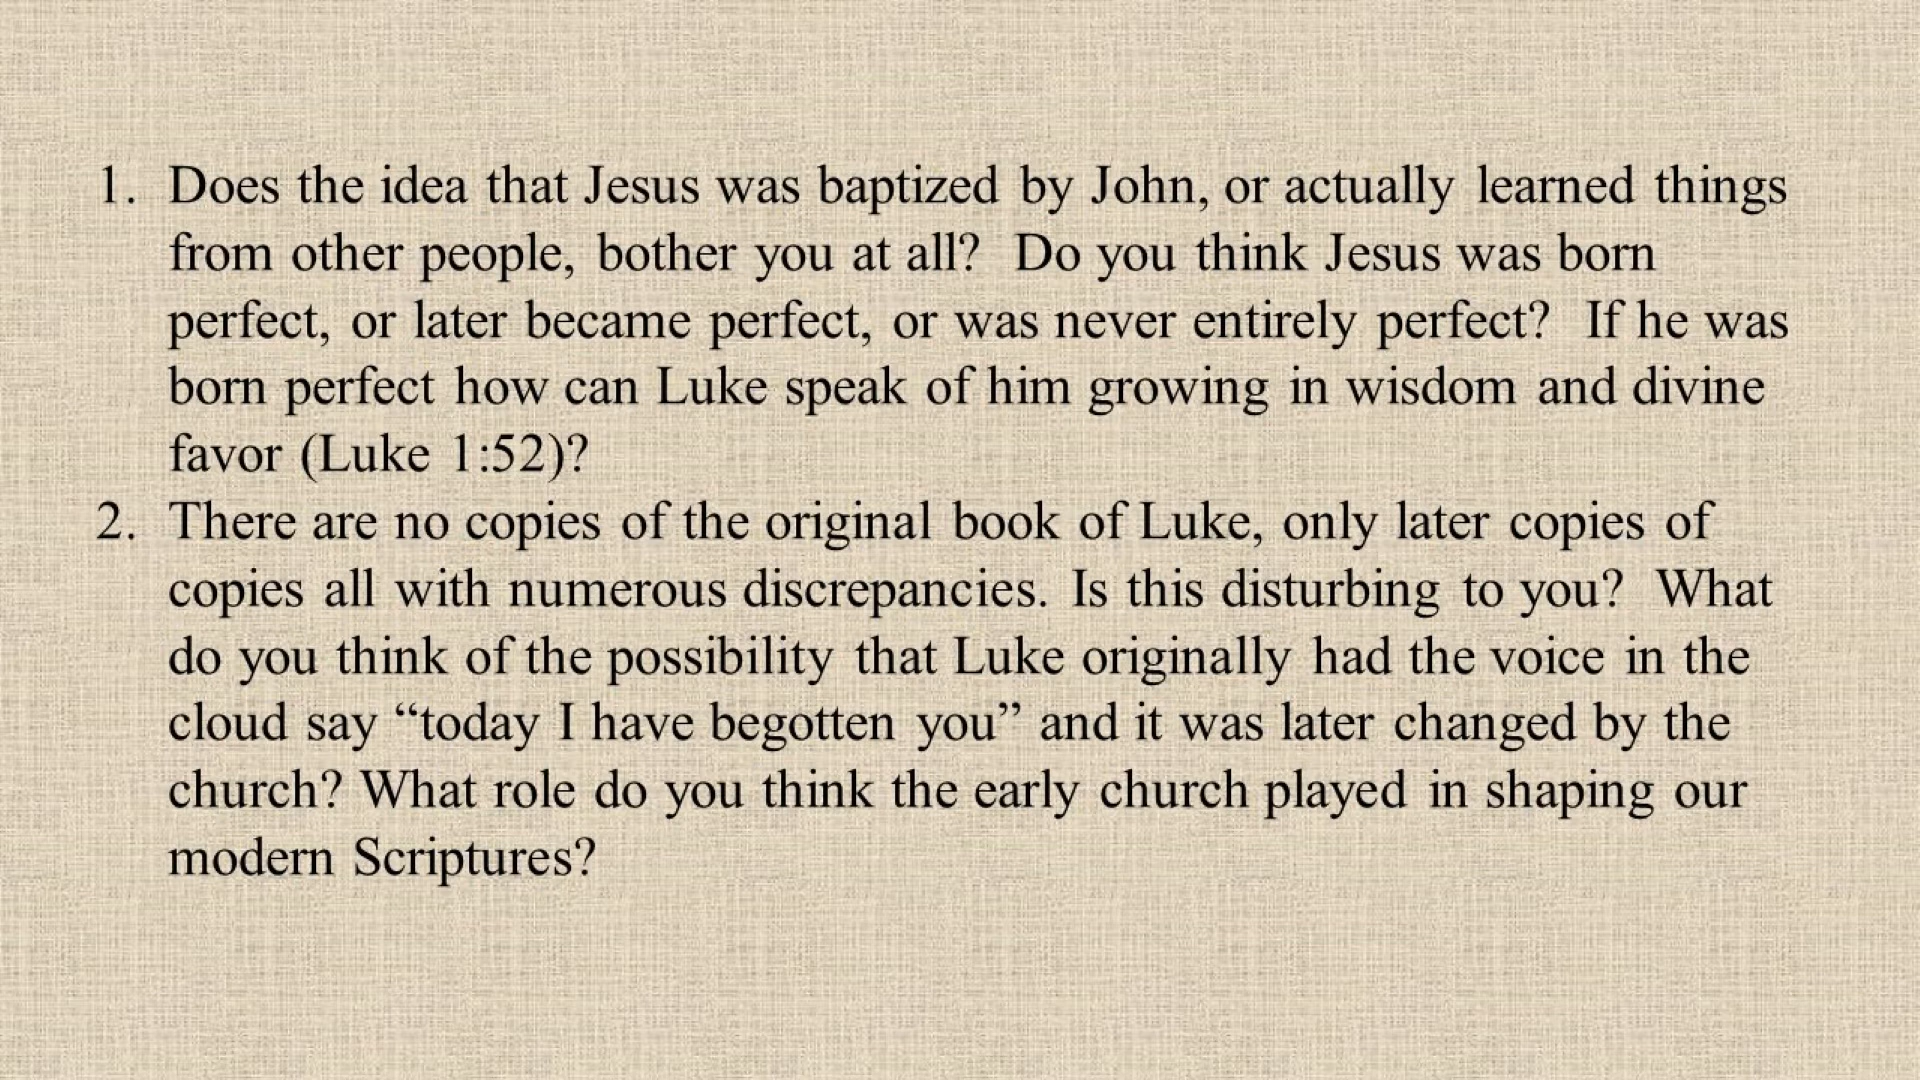 1. Does the idea that Jesus was baptized by John, or actually learned things
from other people, bother you at all? Do you think Jesus was born
perfect, or later became perfect, or was never entirely perfect? If he was
born perfect how can Luke speak of him growing in wisdom and divine
favor (Luke 1:52)?
2. There are no copies of the original book of Luke, only later copies of
copies all with numerous discrepancies. Is this disturbing to you? What
do you think of the possibility that Luke originally had the voice in the
cloud say “today I have begotten you” and it was later changed by the
church? What role do you think the early church played in shaping our
modern Scriptures?